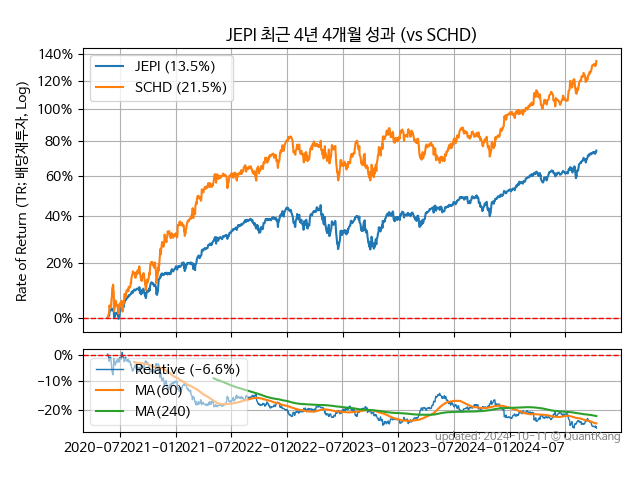 JEPI 최근 4년 4개월 성과 (vs SCHD)
140%
120%
100%
80%
60%
40%
20%
0%
Rate of Return (TR: 배당재투자, Log)
JEPI (13.5%)
SCHD (21.5%)
0%
−10%
−20%
Relative (−6.6%)
MA(60)
MA(240)
updated: 2024-10-11 © QuantKang
2020-07 2021-01 2021-07 2022-01 2022-07 2023-01 2023-07 2024-01 2024-07